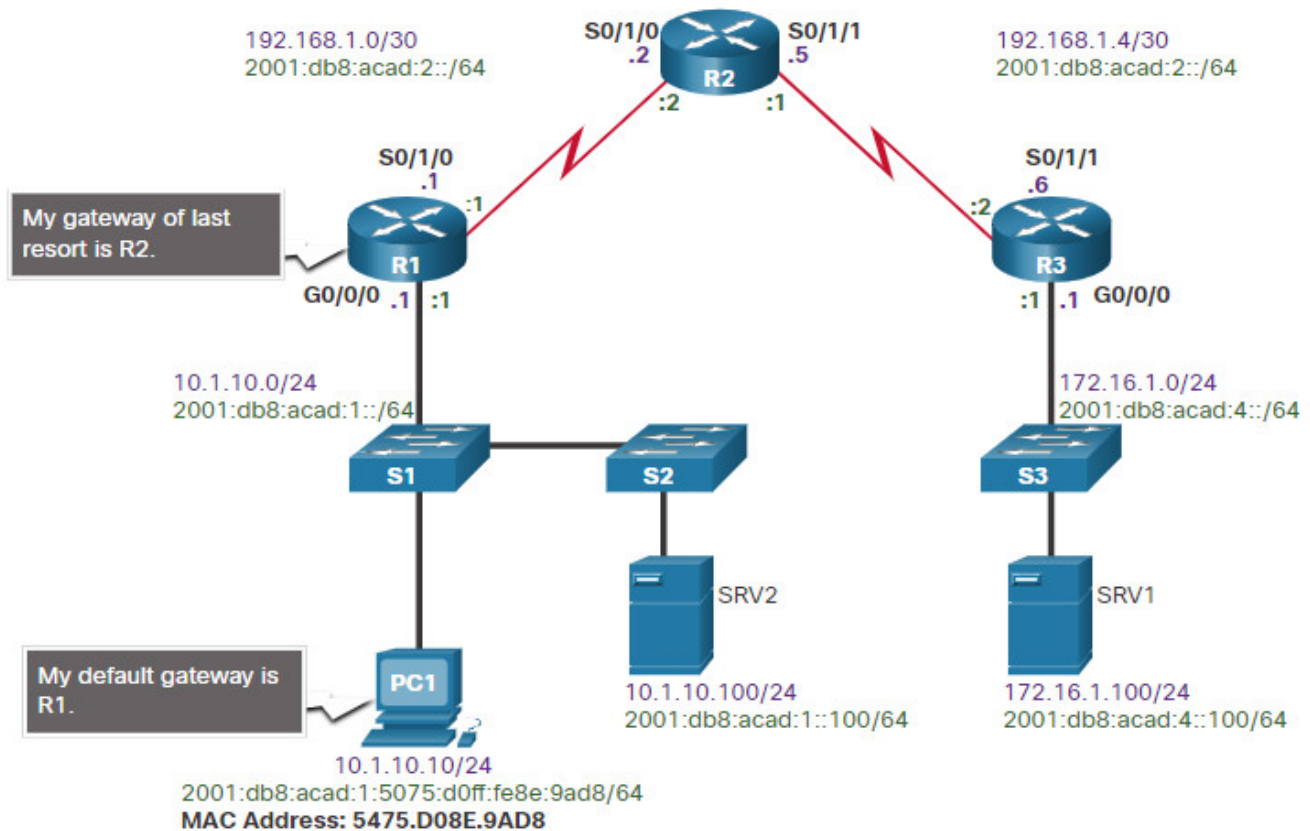 192.168.1.0/30
2001:db8:acad:2::/64
S0/1/0
.2
S0/1/1
.5
R2
:2
:1
192.168.1.4/30
2001:db8:acad:2::/64
S0/1/0
.1
:1
R1
G0/0/0
.1
:1
My gateway of last
resort is R2.
S0/1/1
.6
:2
R3
:1
.1
G0/0/0
10.1.10.0/24
2001:db8:acad:1::/64
172.16.1.0/24
2001:db8:acad:4::/64
S1
S2
S3
SRV2
SRV1
My default gateway is
R1.
PC1
10.1.10.10/24
2001:db8:acad:1:5075:d0ff:fe8e:9ad8/64
MAC Address: 5475.D08E.9AD8
10.1.10.100/24
2001:db8:acad:1::100/64
172.16.1.100/24
2001:db8:acad:4::100/64